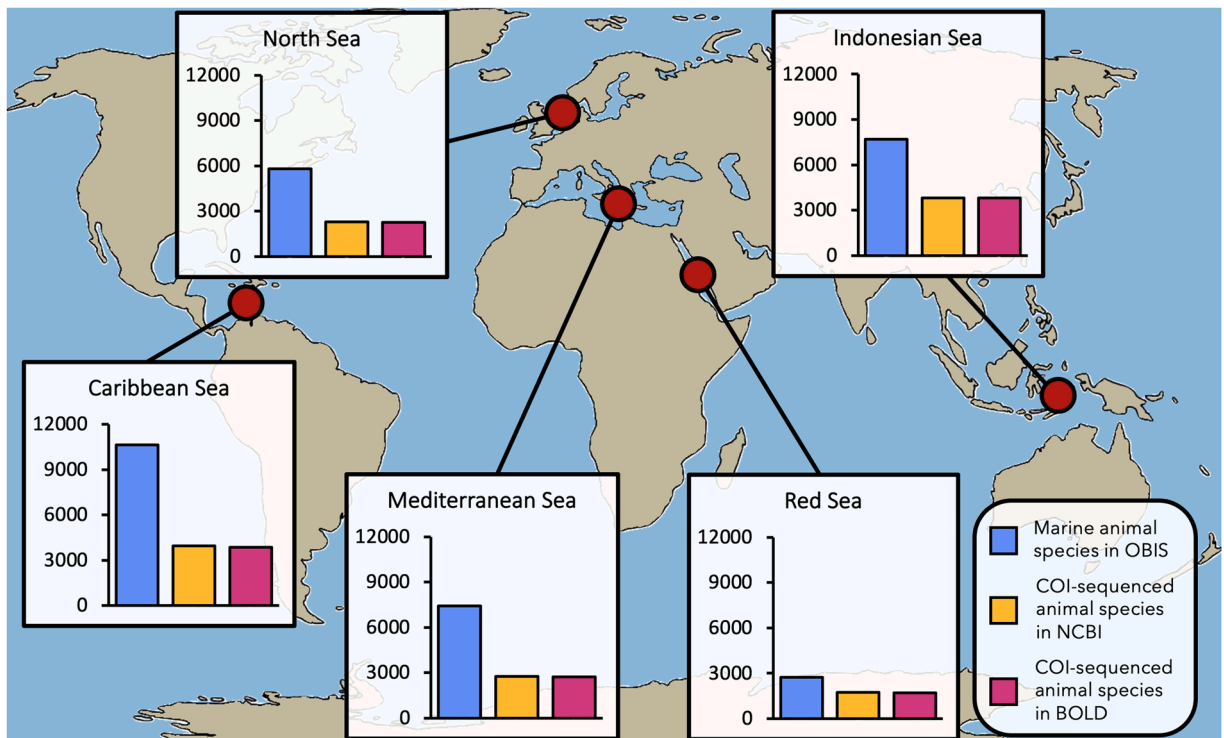 North Sea
12000
9000
6000
3000
0
Indonesian Sea
12000
9000
6000
3000
0
Caribbean Sea
12000
9000
6000
3000
0
Mediterranean Sea
12000
9000
6000
3000
0
Red Sea
12000
9000
6000
3000
0
Marine animal
species in OBIS
COI-sequenced
animal species
in NCBI
COI-sequenced
animal species
in BOLD